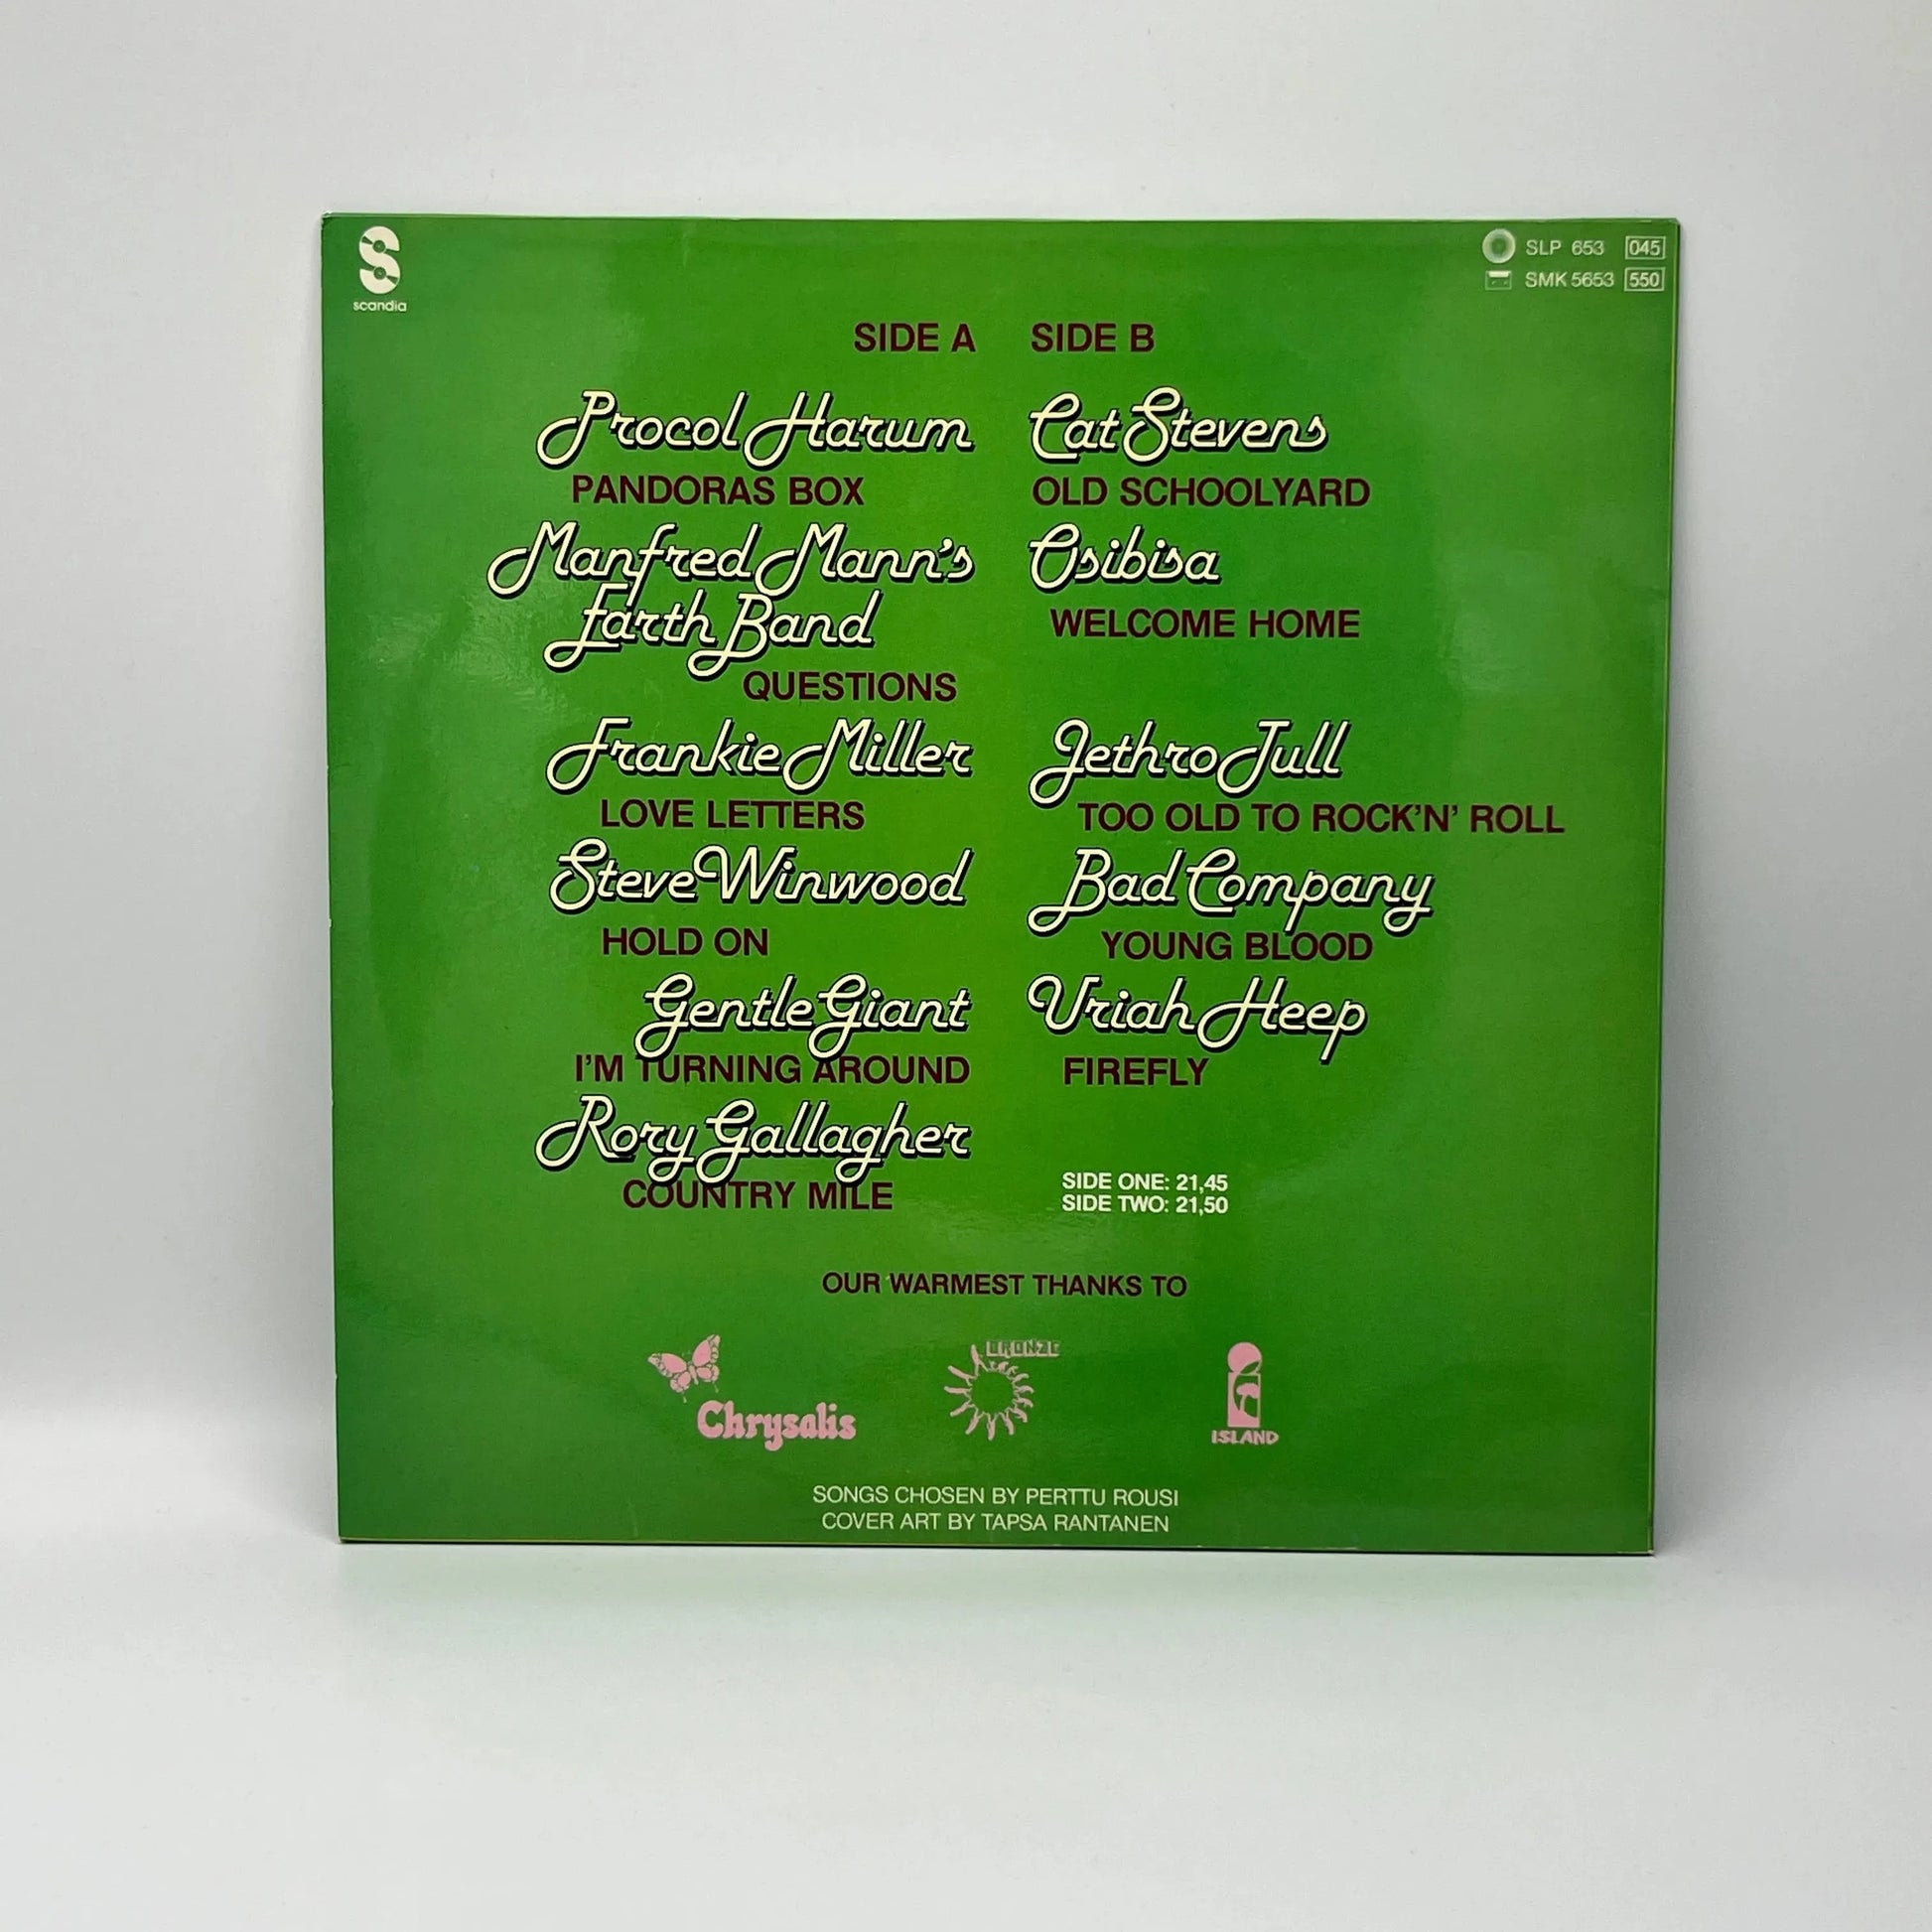 scandia
SLP 653 045
SMK 5653 550
SIDE A
Procol Harum
PANDORAS BOX
Manfred Mann's
Earth Band
QUESTIONS
Frankie Miller
LOVE LETTERS
Steve Winwood
HOLD ON
Gentle Giant
I'M TURNING AROUND
Rory Gallagher
COUNTRY MILE
SIDE B
Cat Stevens
OLD SCHOOLYARD
Osibisa
WELCOME HOME
Jethro Tull
TOO OLD TO ROCK'N' ROLL
Bad Company
YOUNG BLOOD
Uriah Heep
FIREFLY
SIDE ONE: 21,45
SIDE TWO: 21,50
OUR WARMEST THANKS TO
Chrysalis
BRONZE
ISLAND
SONGS CHOSEN BY PERTTU ROUSI
COVER ART BY TAPSA RANTANEN